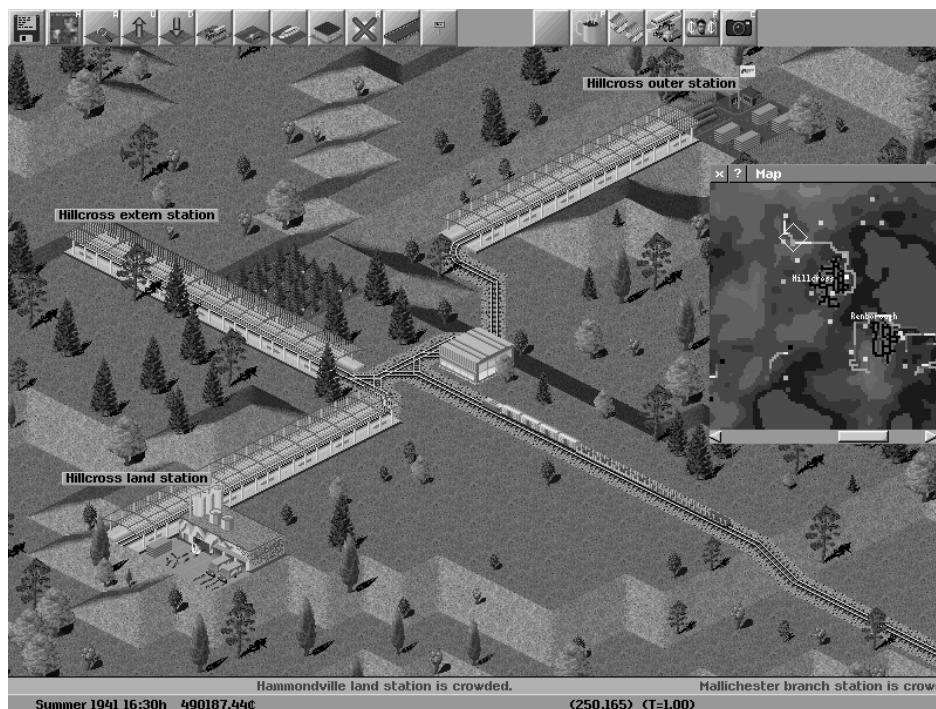 Hillcross outer station
× ? Map
Hillcross extern station
Hillcross
Renborough
Hillcross land station
Hammondville land station is crowded.
Mallichester branch station is crow
Summer 1941 16:30h 490187.44¢
(250,165) (T=1.00)